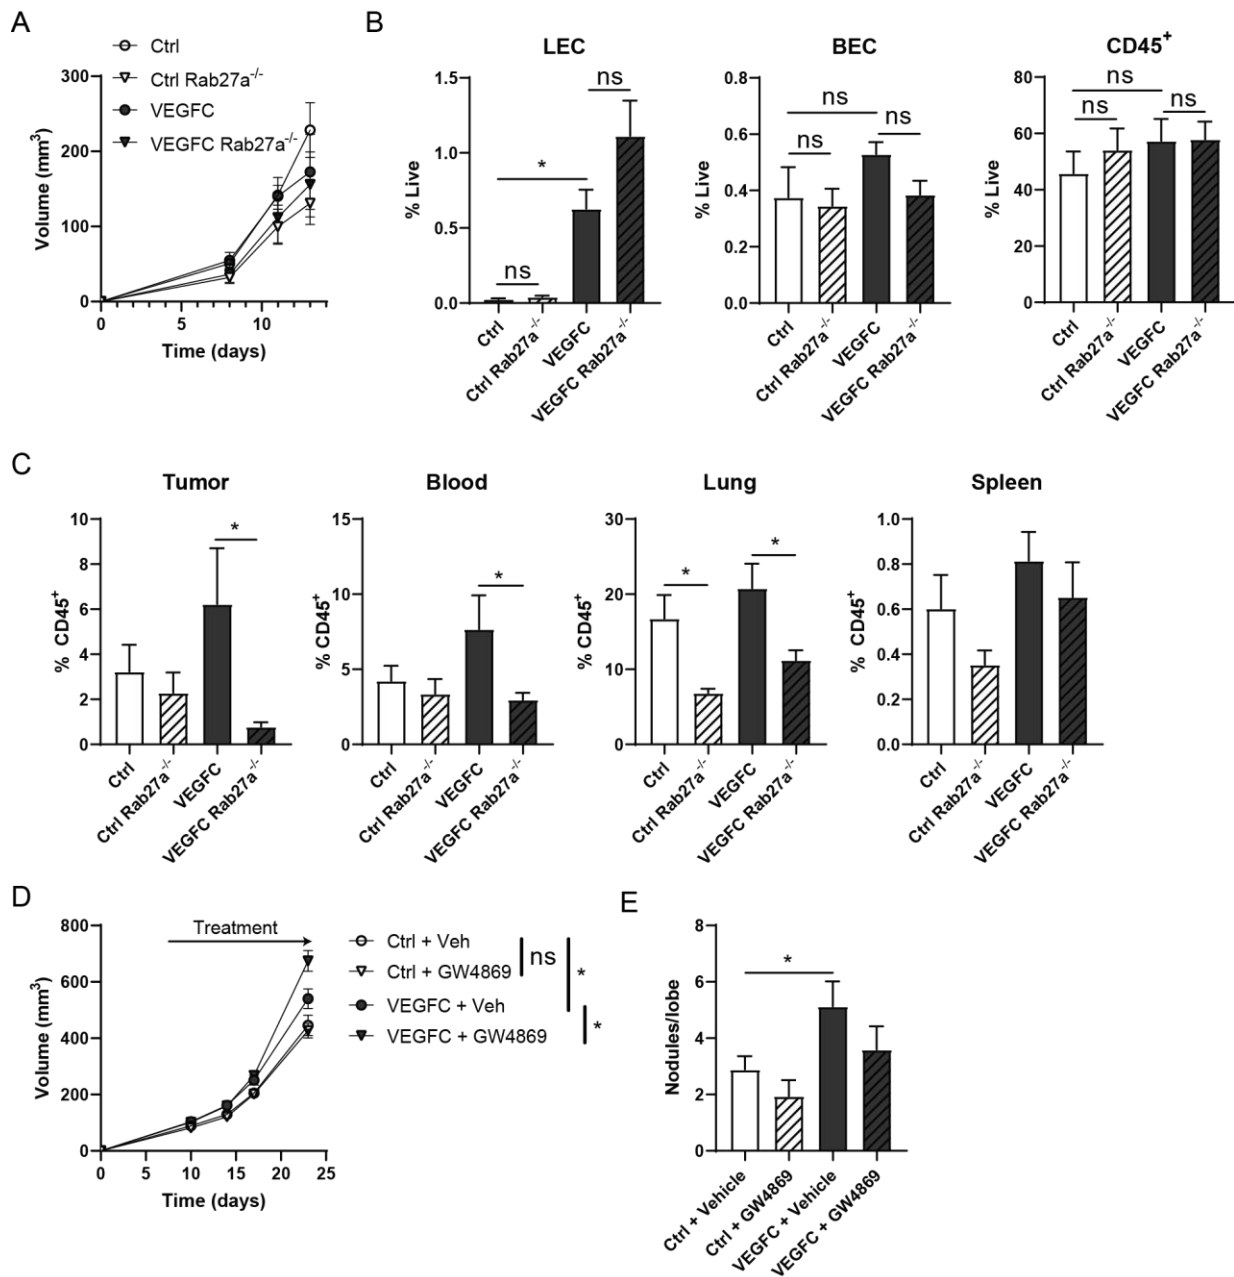 A
Ctrl
Ctrl Rab27a-/-
VEGFC
VEGFC Rab27a-/-
300
200
100
0
Volume (mm3)
0 5 10
Time (days)
B
LEC
1.5
1.0
0.5
0.0
% Live
ns
*
ns
Ctrl
Ctrl Rab27a-/-
VEGFC
VEGFC Rab27a-/-
BEC
0.8
0.6
0.4
0.2
0.0
% Live
ns
ns
ns
Ctrl
Ctrl Rab27a-/-
VEGFC
VEGFC Rab27a-/-
CD45+
80
60
40
20
0
% Live
ns
ns
ns
Ctrl
Ctrl Rab27a-/-
VEGFC
VEGFC Rab27a-/-
C
Tumor
10
8
6
4
2
0
% CD45+
*
Ctrl
Ctrl Rab27a-/-
VEGFC
VEGFC Rab27a-/-
Blood
15
10
5
0
% CD45+
*
Ctrl
Ctrl Rab27a-/-
VEGFC
VEGFC Rab27a-/-
Lung
30
20
10
0
% CD45+
*
*
Ctrl
Ctrl Rab27a-/-
VEGFC
VEGFC Rab27a-/-
Spleen
1.0
0.8
0.6
0.4
0.2
0.0
% CD45+
Ctrl
Ctrl Rab27a-/-
VEGFC
VEGFC Rab27a-/-
D
800
600
400
200
0
Volume (mm3)
Treatment
0 5 10 15 20 25
Time (days)
Ctrl + Veh
Ctrl + GW4869
VEGFC + Veh
VEGFC + GW4869
ns
*
*
E
8
6
4
2
0
Nodules/lobe
*
Ctrl + Vehicle
Ctrl + GW4869
VEGFC + Vehicle
VEGFC + GW4869